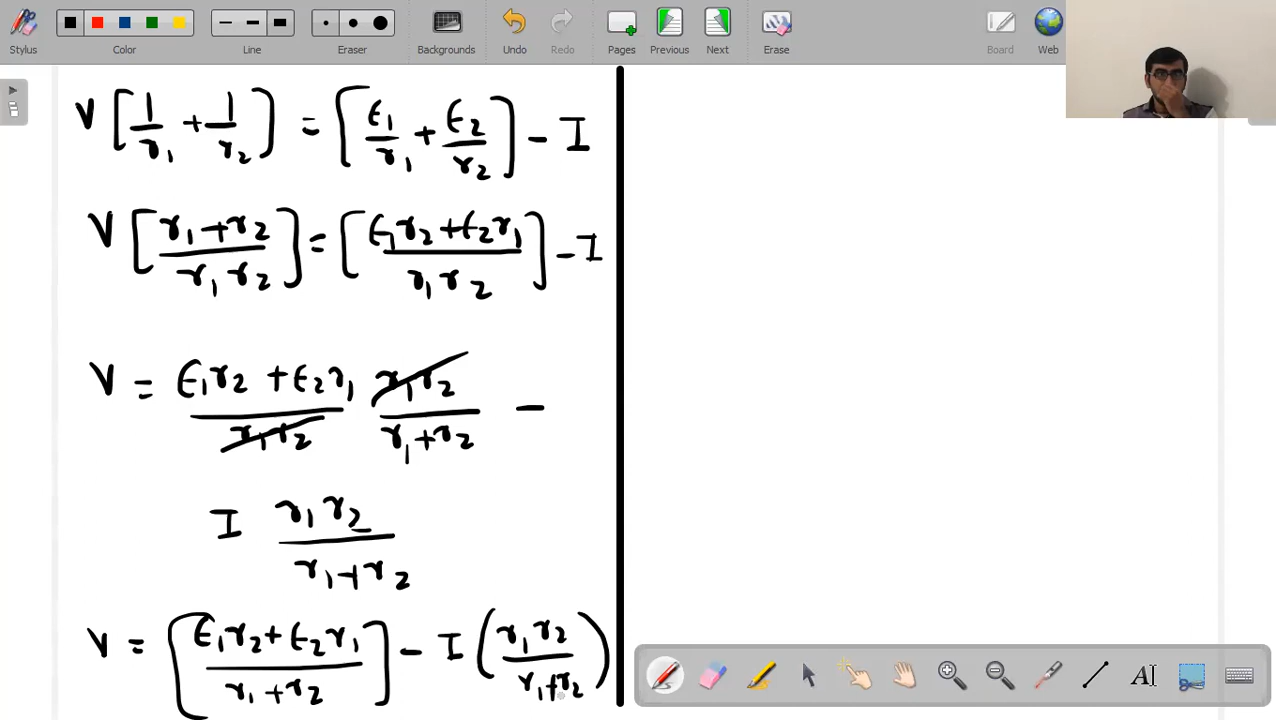 Stylus Color Line Eraser Backgrounds Undo Redo Pages Previous Next Erase Board Web
V[1/r₁ + 1/r₂] = [ε₁/r₁ + ε₂/r₂] - I
V[r₁+r₂/r₁r₂] = [ε₁r₂+ε₂r₁/r₁r₂] - I
V = ε₁r₂+ε₂r₁/r₁r₂ r₁r₂/r₁+r₂ -
I r₁r₂/r₁+r₂
V = [ε₁r₂+ε₂r₁/r₁+r₂] - I(r₁r₂/r₁+r₂)
A